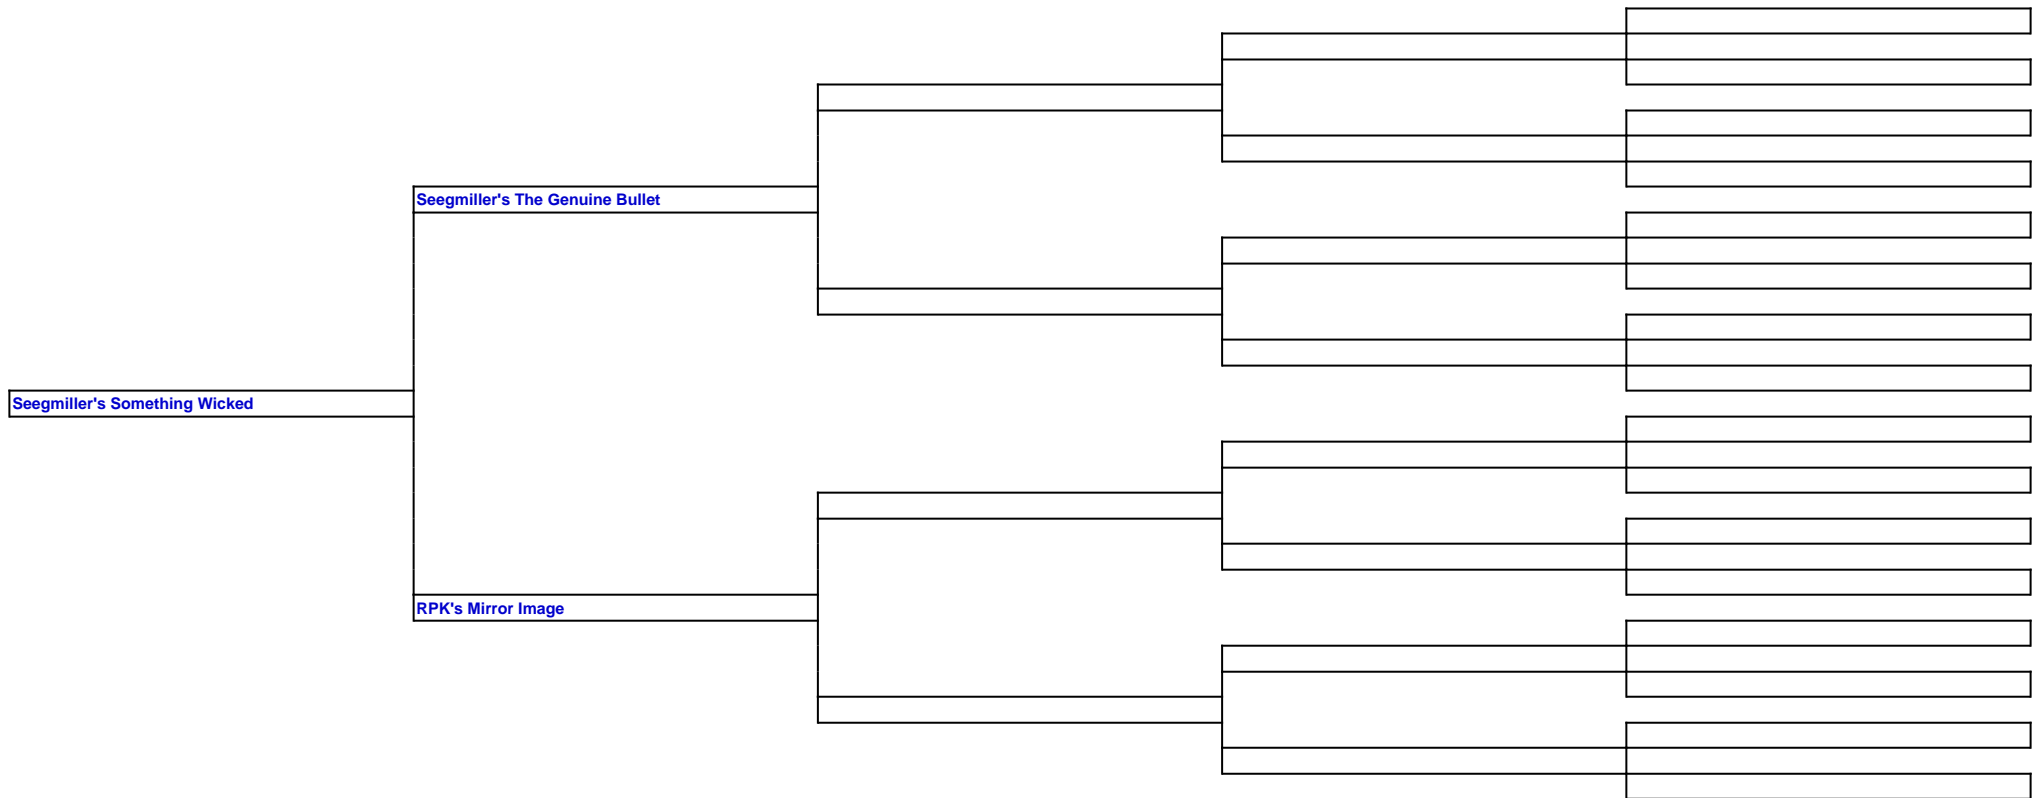 Seegmiller's The Genuine Bullet
Seegmiller's Something Wicked
RPK's Mirror Image